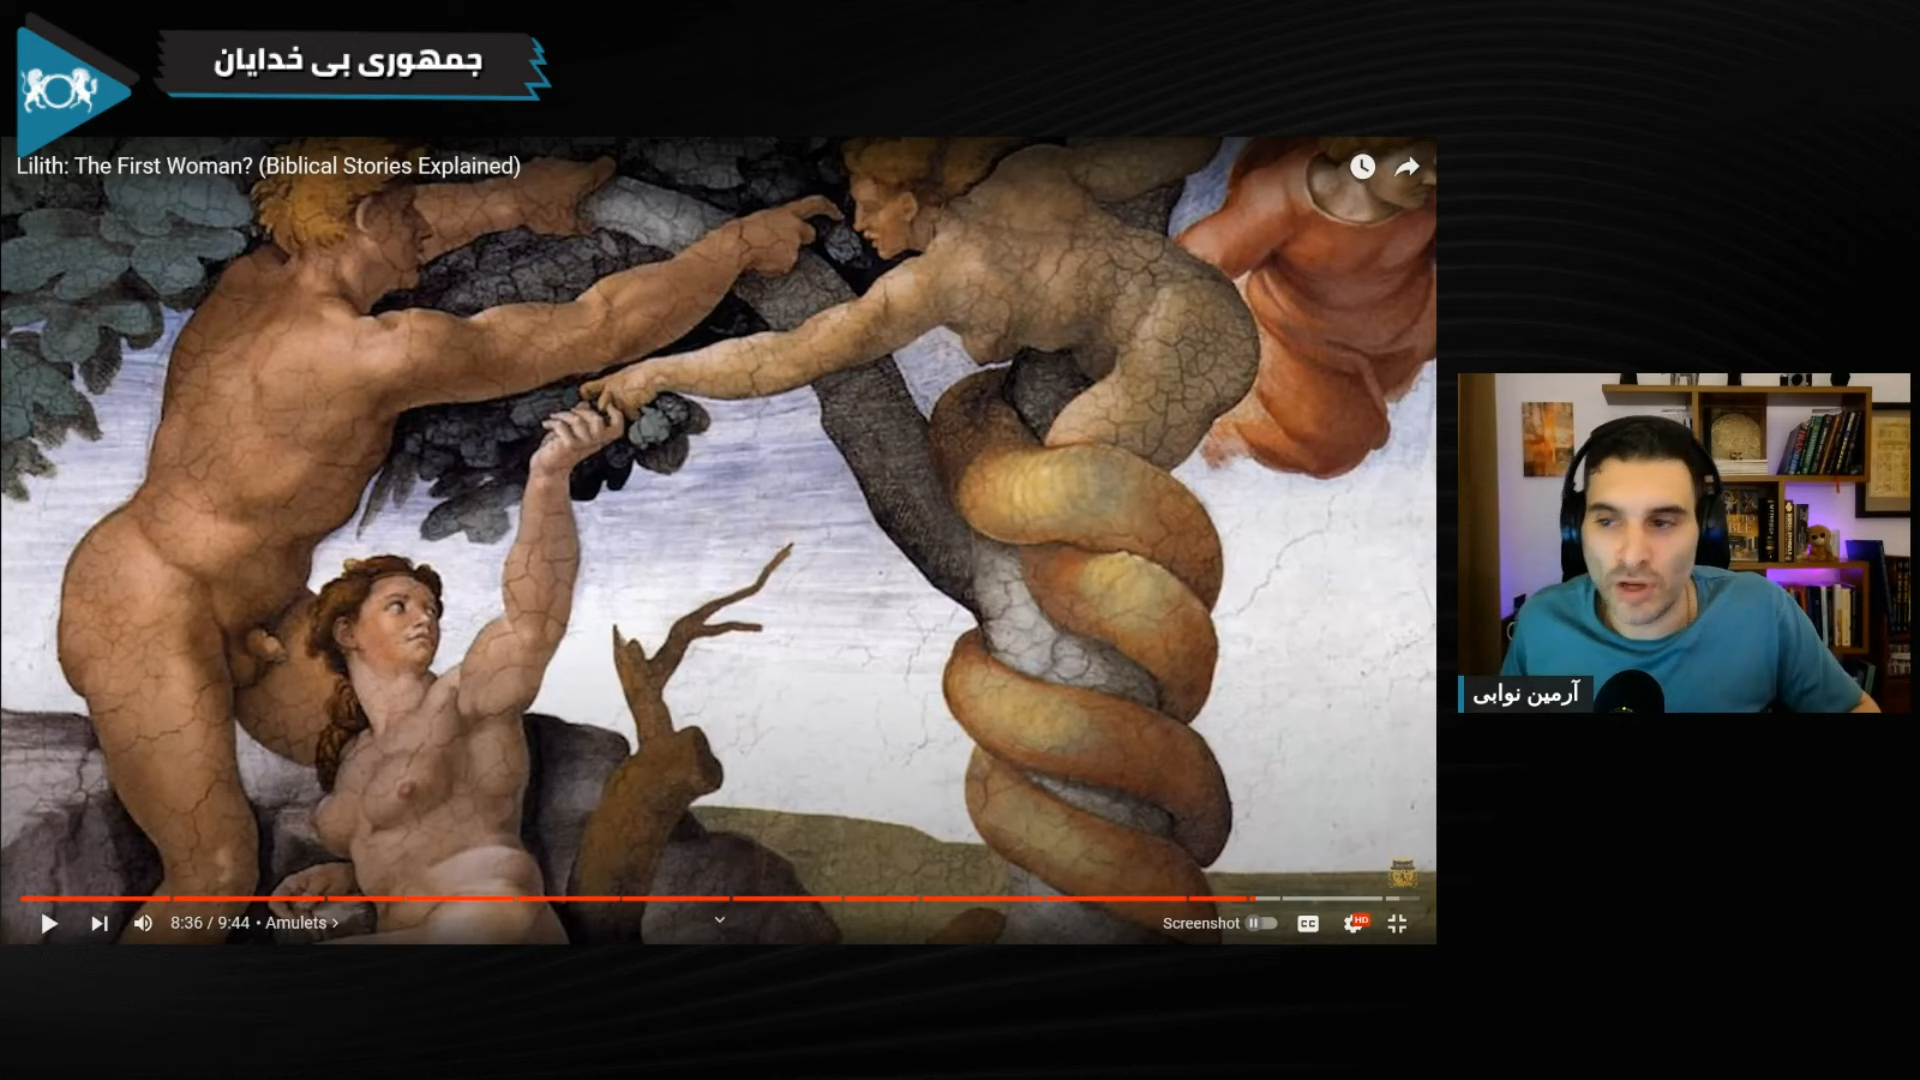 جمهوری بی خدایان
Lilith: The First Woman? (Biblical Stories Explained)
آرمین نوابی
8:36 / 9:44 • Amulets ›
Screenshot
CC
HD